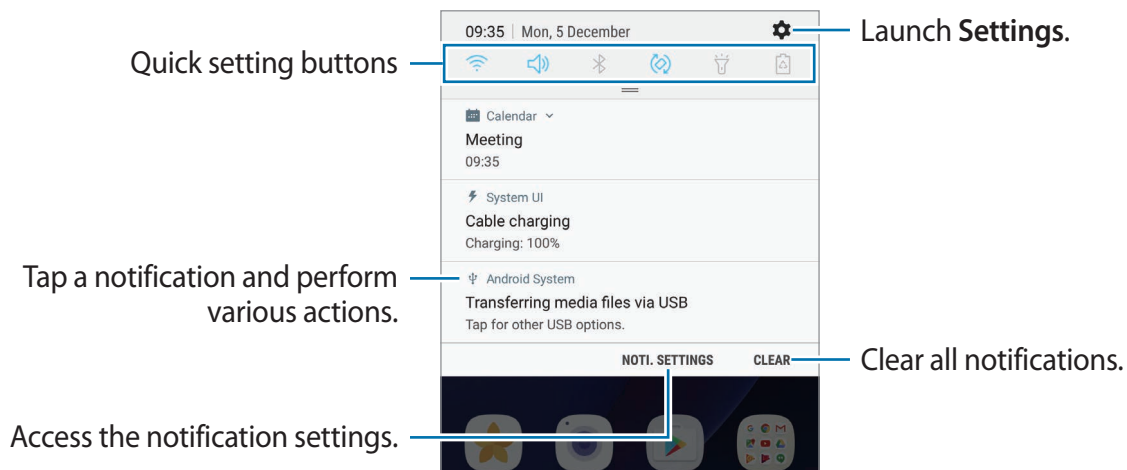 09:35 | Mon, 5 December
Launch Settings.
Quick setting buttons
Calendar
Meeting
09:35
System UI
Cable charging
Charging: 100%
Tap a notification and perform
various actions.
Android System
Transferring media files via USB
Tap for other USB options.
NOTI. SETTINGS CLEAR
Clear all notifications.
Access the notification settings.